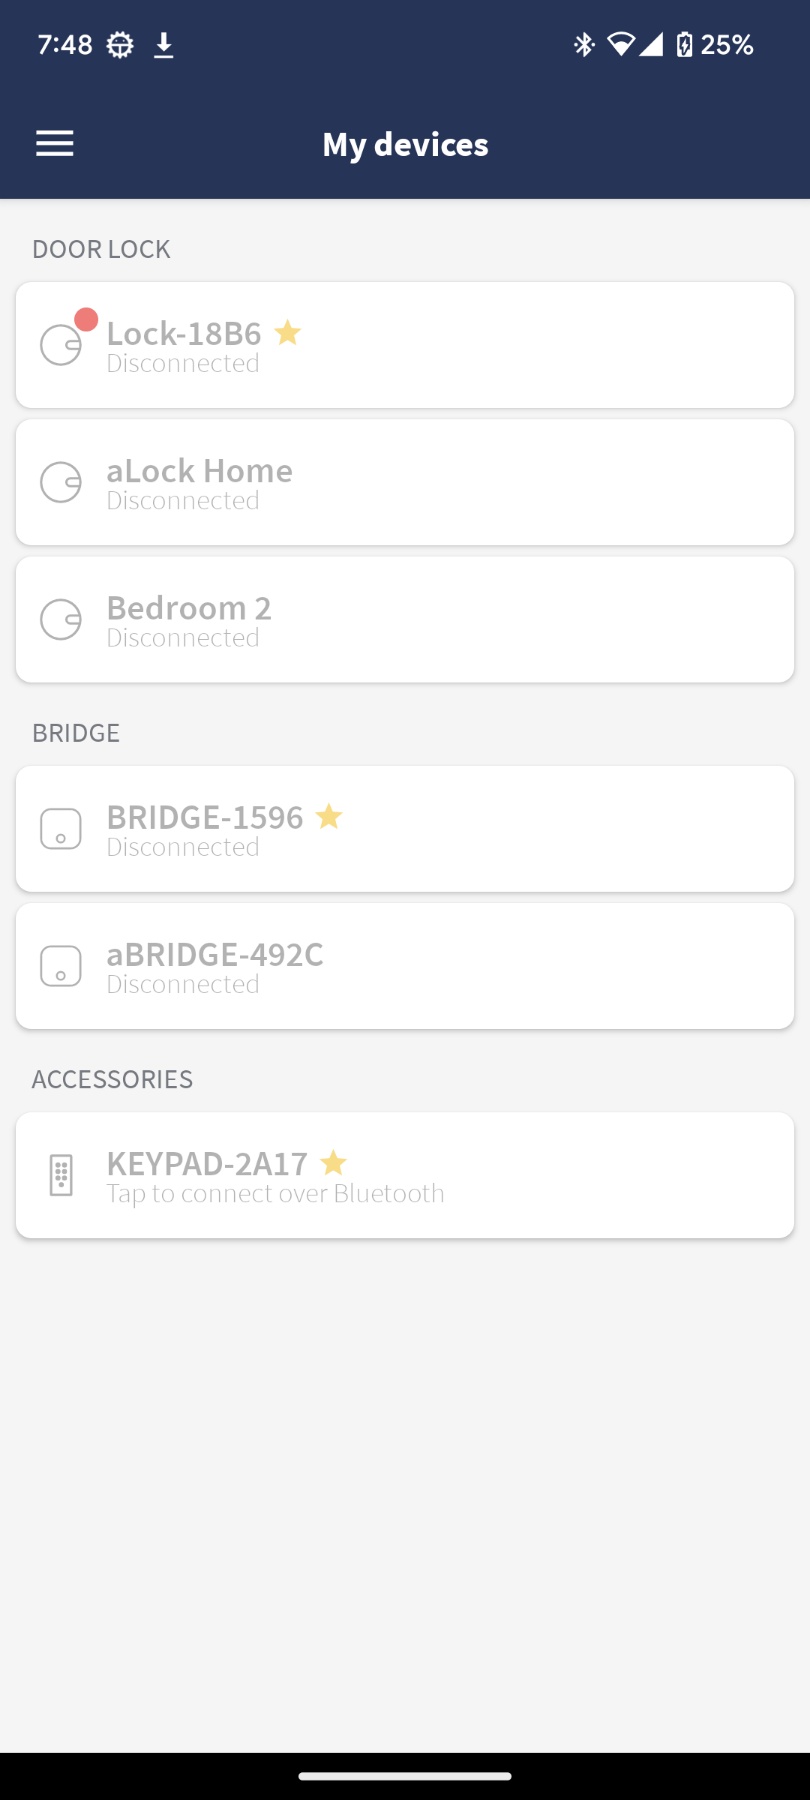 7:48
25%
My devices
DOOR LOCK
Lock-18B6
Disconnected
aLock Home
Disconnected
Bedroom 2
Disconnected
BRIDGE
BRIDGE-1596
Disconnected
aBRIDGE-492C
Disconnected
ACCESSORIES
KEYPAD-2A17
Tap to connect over Bluetooth